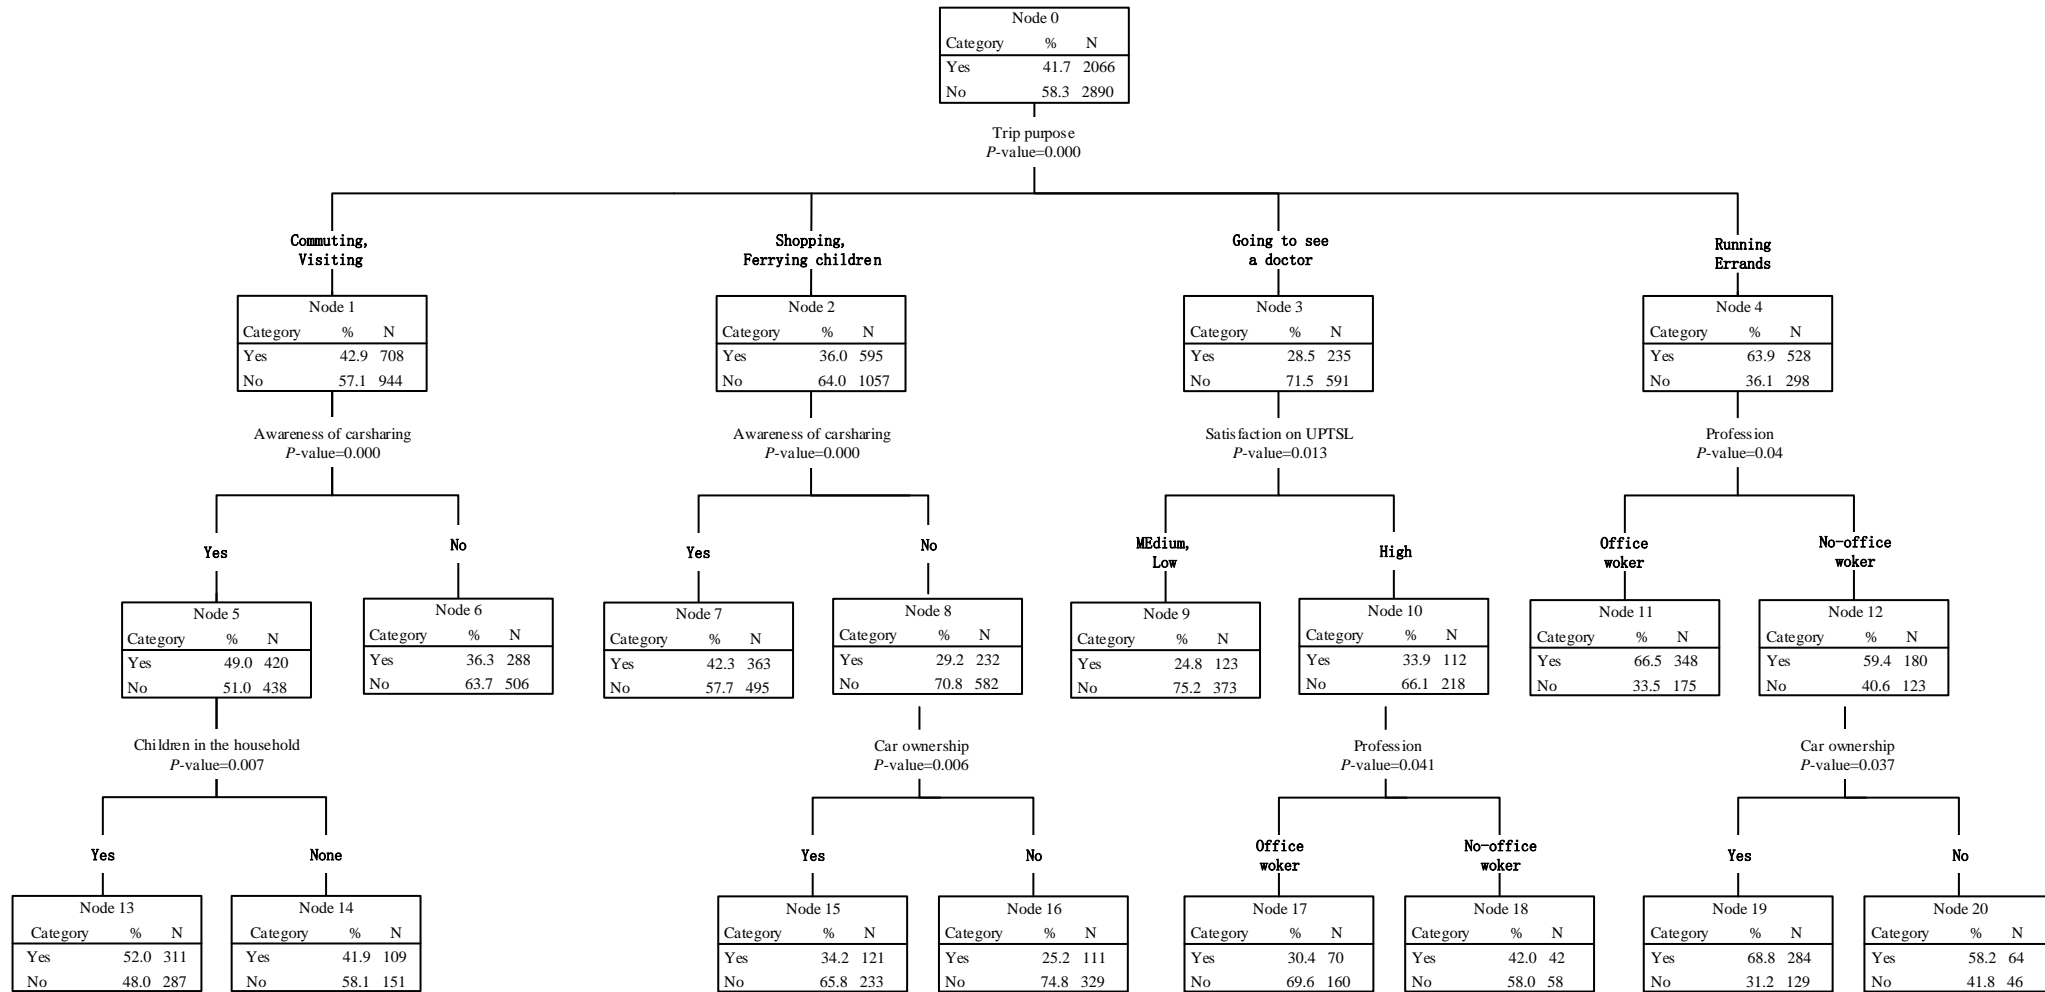 Node 0
Category % N
Yes 41.7 2066
No 58.3 2890
Trip purpose
P-value=0.000
Commuting,
Visiting
Shopping,
Ferrying children
Going to see
a doctor
Running
Errands
Node 1
Category % N
Yes 42.9 708
No 57.1 944
Node 2
Category % N
Yes 36.0 595
No 64.0 1057
Node 3
Category % N
Yes 28.5 235
No 71.5 591
Node 4
Category % N
Yes 63.9 528
No 36.1 298
Awareness of carsharing
P-value=0.000
Awareness of carsharing
P-value=0.000
Satisfaction on UPTSL
P-value=0.013
Profession
P-value=0.04
Yes
No
Yes
No
MEdium,
Low
High
Office
woker
No-office
woker
Node 5
Category % N
Yes 49.0 420
No 51.0 438
Node 6
Category % N
Yes 36.3 288
No 63.7 506
Node 7
Category % N
Yes 42.3 363
No 57.7 495
Node 8
Category % N
Yes 29.2 232
No 70.8 582
Node 9
Category % N
Yes 24.8 123
No 75.2 373
Node 10
Category % N
Yes 33.9 112
No 66.1 218
Node 11
Category % N
Yes 66.5 348
No 33.5 175
Node 12
Category % N
Yes 59.4 180
No 40.6 123
Children in the household
P-value=0.007
Car ownership
P-value=0.006
Profession
P-value=0.041
Car ownership
P-value=0.037
Yes
None
Yes
No
Office
woker
No-office
woker
Yes
No
Node 13
Category % N
Yes 52.0 311
No 48.0 287
Node 14
Category % N
Yes 41.9 109
No 58.1 151
Node 15
Category % N
Yes 34.2 121
No 65.8 233
Node 16
Category % N
Yes 25.2 111
No 74.8 329
Node 17
Category % N
Yes 30.4 70
No 69.6 160
Node 18
Category % N
Yes 42.0 42
No 58.0 58
Node 19
Category % N
Yes 68.8 284
No 31.2 129
Node 20
Category % N
Yes 58.2 64
No 41.8 46